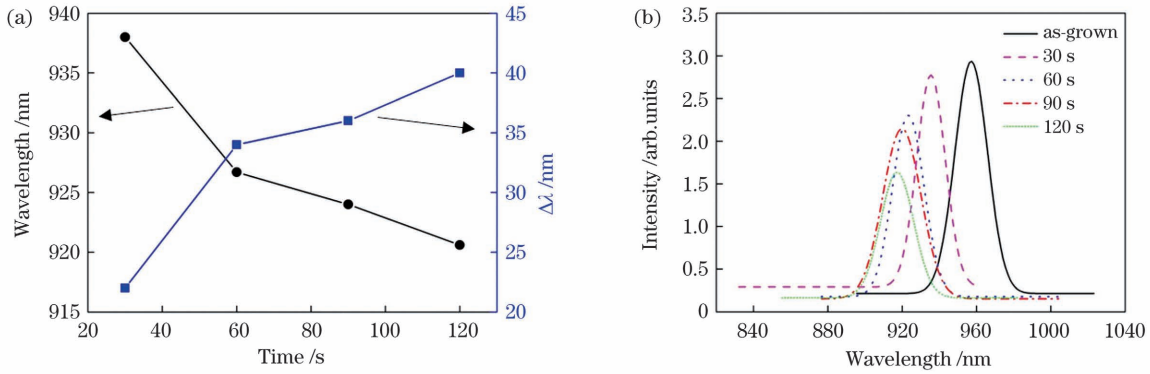 (a)
940
935
930
925
920
915
Wavelength /nm
45
40
35
30
25
20
Δλ /nm
20
40
60
80
100
120
Time /s
(b)
as-grown
30 s
60 s
90 s
120 s
3.5
3.0
2.5
2.0
1.5
1.0
0.5
0
Intensity /arb.units
840
880
920
960
1000
1040
Wavelength /nm